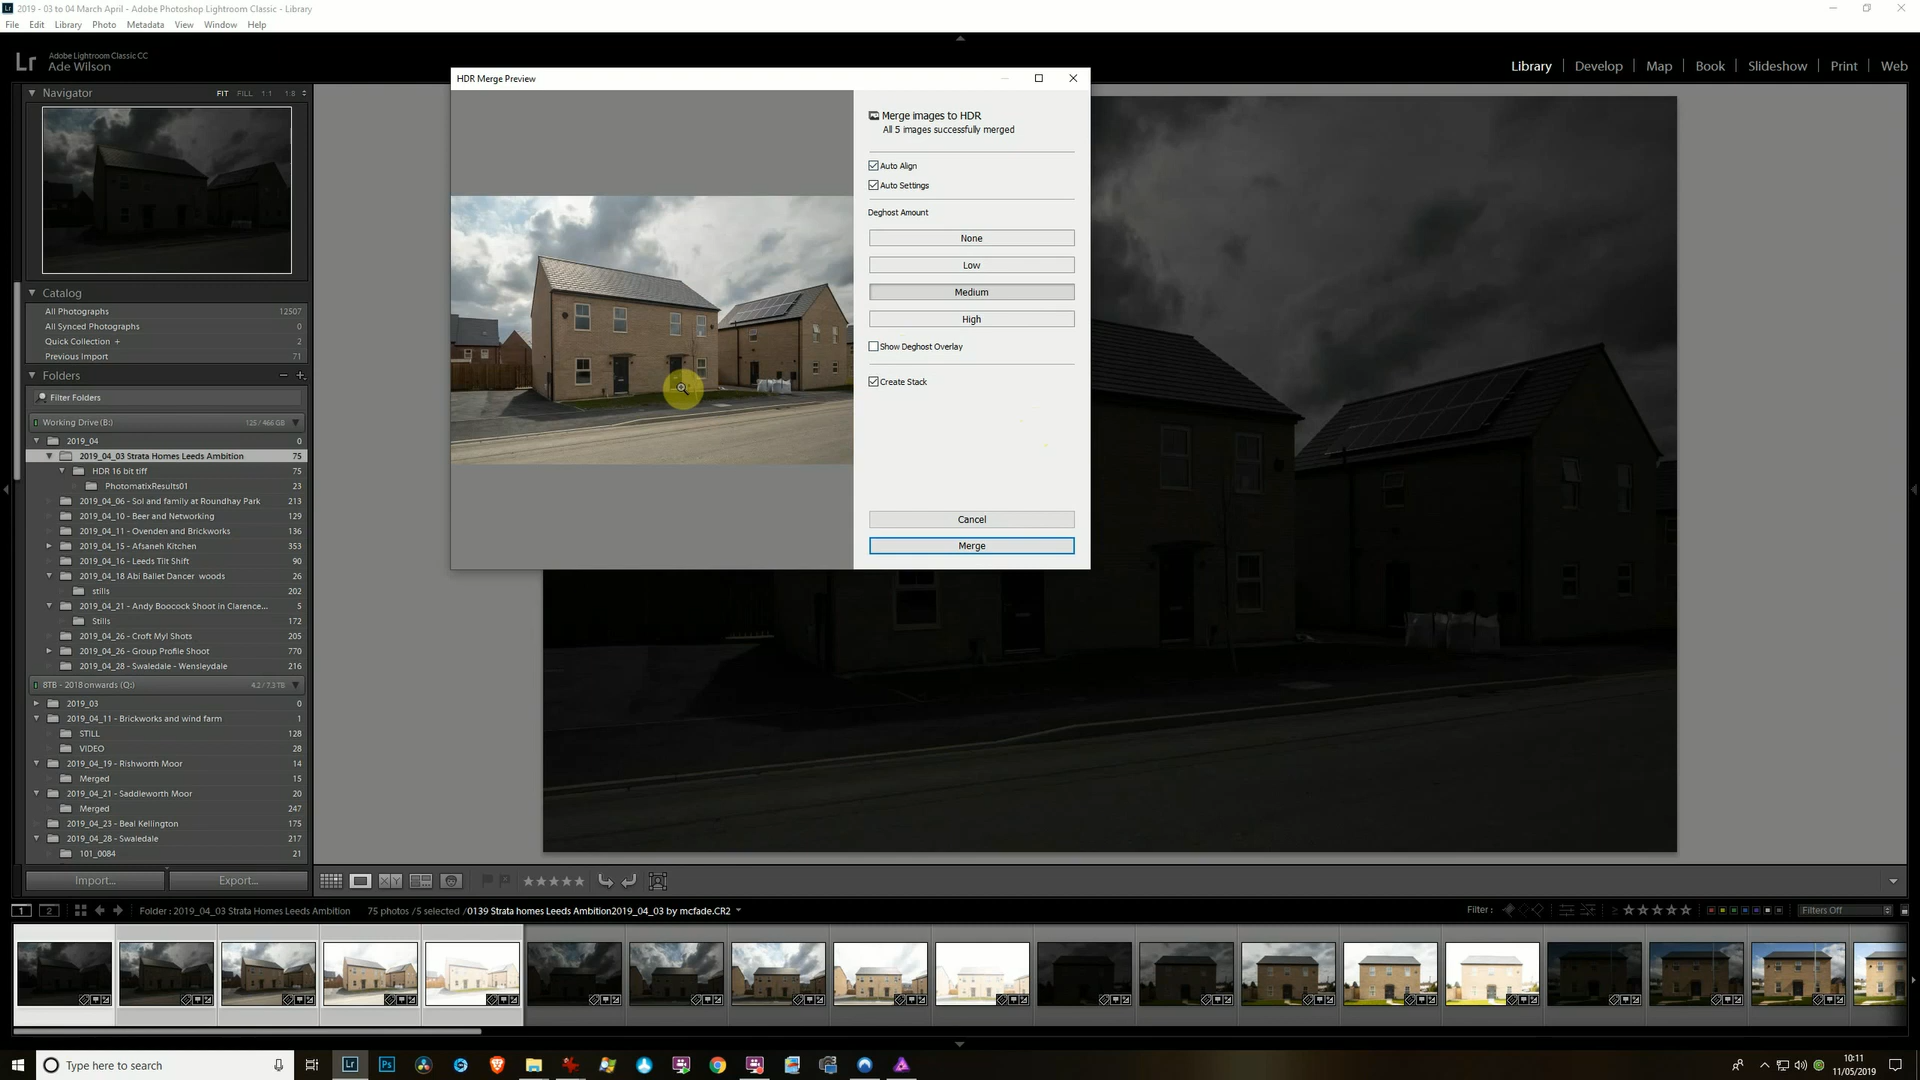 2019 - 03 to 04 March April - Adobe Photoshop Lightroom Classic - Library
File Edit Library Photo Metadata View Window Help
Lr
Adobe Lightroom Classic CC
Ade Wilson
Library | Develop | Map | Book | Slideshow | Print | Web
Navigator FIT FILL 1:1 1:8
Catalog
All Photographs 12507
All Synced Photographs 0
Quick Collection + 2
Previous Import 71
Folders
Filter Folders
Working Drive (B:) 125 / 466 GB
2019_04 0
2019_04_03 Strata Homes Leeds Ambition 75
HDR 16 bit tiff 75
PhotomatixResults01 23
2019_04_06 - Sol and family at Roundhay Park 213
2019_04_10 - Beer and Networking 129
2019_04_11 - Ovenden and Brickworks 136
2019_04_15 - Afsaneh Kitchen 353
2019_04_16 - Leeds Tilt Shift 90
2019_04_18 Abi Ballet Dancer woods 26
stills 202
2019_04_21 - Andy Boocock Shoot in Clarence... 5
Stills 172
2019_04_26 - Croft Myl Shots 205
2019_04_26 - Group Profile Shoot 770
2019_04_28 - Swaledale - Wensleydale 216
8TB - 2018 onwards (Q:) 4.2 / 7.3 TB
2019_03 0
2019_04_11 - Brickworks and wind farm 1
STILL 128
VIDEO 28
2019_04_19 - Rishworth Moor 14
Merged 15
2019_04_21 - Saddleworth Moor 20
Merged 247
2019_04_23 - Beal Kellington 175
2019_04_28 - Swaledale 217
101_0084 21
Import... Export...
HDR Merge Preview
Merge images to HDR
All 5 images successfully merged
Auto Align
Auto Settings
Deghost Amount
None
Low
Medium
High
Show Deghost Overlay
Create Stack
Cancel
Merge
1 2 Folder : 2019_04_03 Strata Homes Leeds Ambition 75 photos / 5 selected / 0139 Strata homes Leeds Ambition2019_04_03 by mcfade.CR2
Filter : Filters Off
Type here to search
Lr
Ps
10:11
11/05/2019